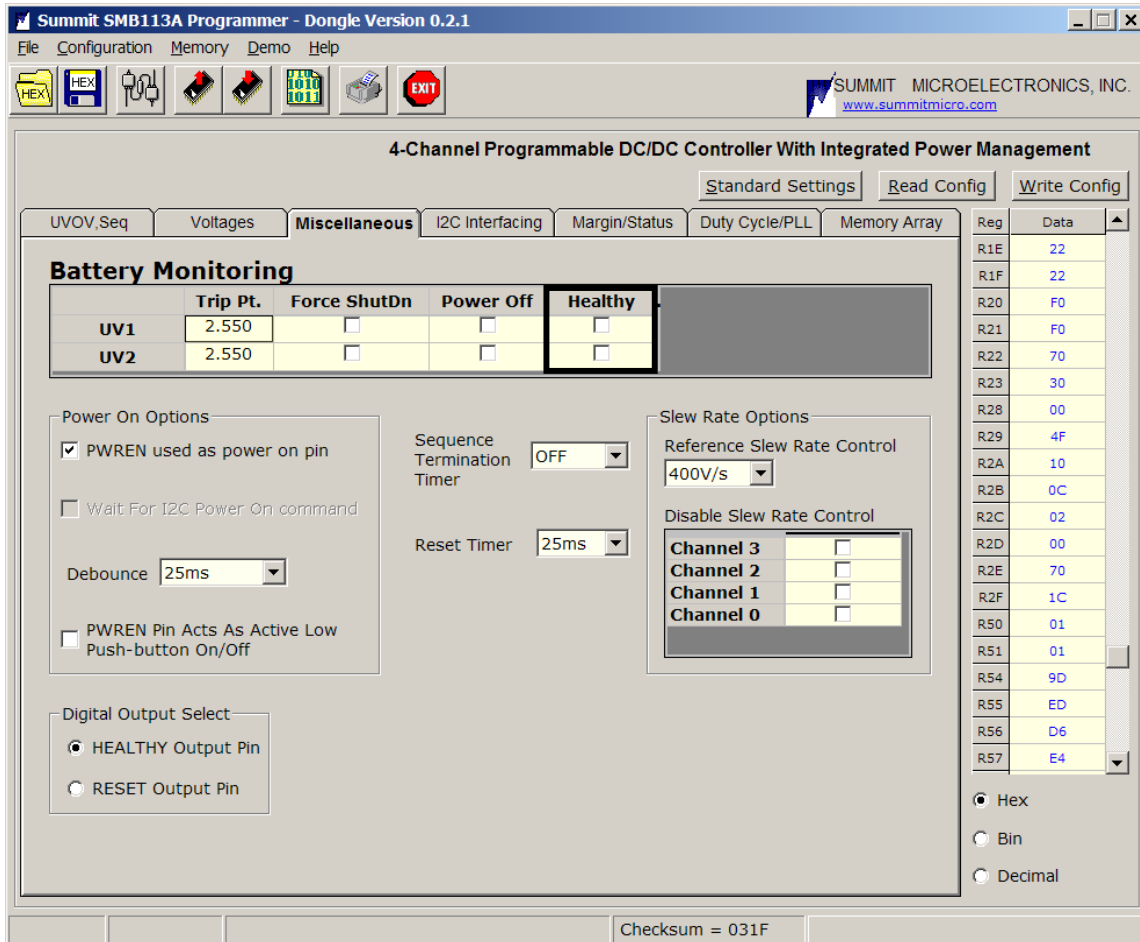 Summit SMB113A Programmer - Dongle Version 0.2.1
File Configuration Memory Demo Help
HEX HEX 1010 1011 EXIT
SUMMIT MICROELECTRONICS, INC.
www.summitmicro.com
4-Channel Programmable DC/DC Controller With Integrated Power Management
Standard Settings Read Config Write Config
UVOV,Seq Voltages Miscellaneous I2C Interfacing Margin/Status Duty Cycle/PLL Memory Array
Battery Monitoring
Trip Pt. Force ShutDn Power Off Healthy
UV1 2.550
UV2 2.550
Power On Options
PWREN used as power on pin
Wait For I2C Power On command
Debounce 25ms
PWREN Pin Acts As Active Low
Push-button On/Off
Digital Output Select
HEALTHY Output Pin
RESET Output Pin
Sequence
Termination OFF
Timer
Reset Timer 25ms
Slew Rate Options
Reference Slew Rate Control
400V/s
Disable Slew Rate Control
Channel 3
Channel 2
Channel 1
Channel 0
Reg Data
R1E 22
R1F 22
R20 F0
R21 F0
R22 70
R23 30
R28 00
R29 4F
R2A 10
R2B 0C
R2C 02
R2D 00
R2E 70
R2F 1C
R50 01
R51 01
R54 9D
R55 ED
R56 D6
R57 E4
Hex
Bin
Decimal
Checksum = 031F